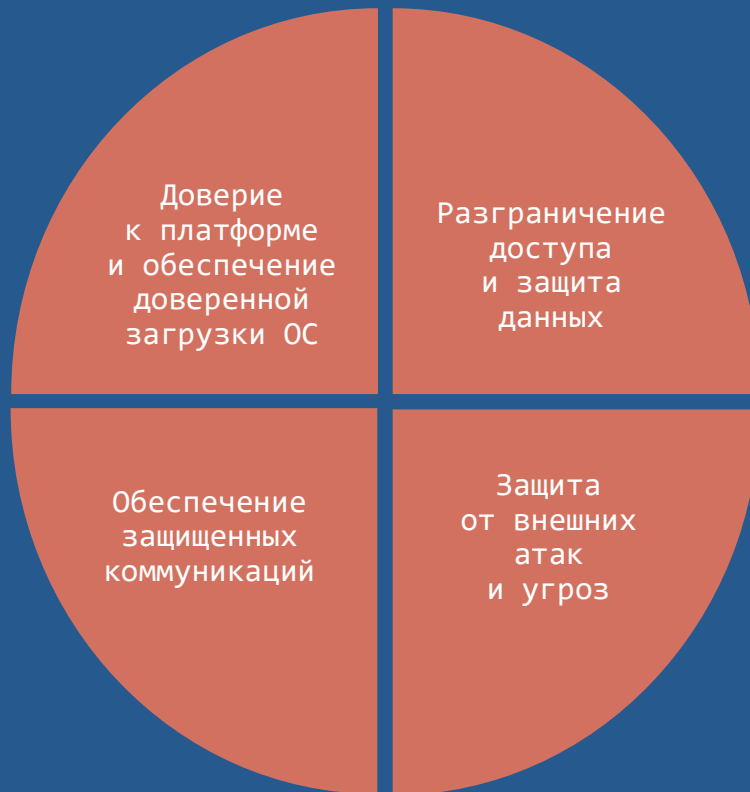 Доверие
к платформе
и обеспечение
доверенной
загрузки ОС
Разграничение
доступа
и защита
данных
Обеспечение
защищенных
коммуникаций
Защита
от внешних
атак
и угроз